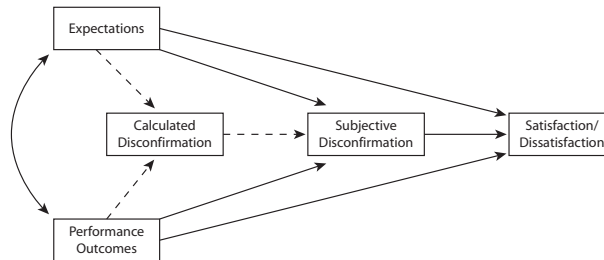 Expectations
Calculated
Disconfirmation
Subjective
Disconfirmation
Satisfaction/
Dissatisfaction
Performance
Outcomes